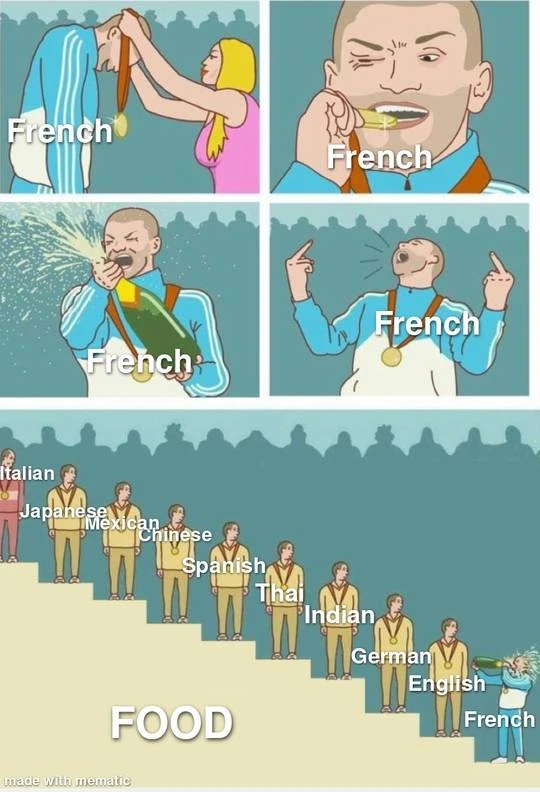 French
French
French
French
Italian
Japanese
Mexican
Chinese
Spanish
Thai
Indian
German
English
French
FOOD
made with mematic